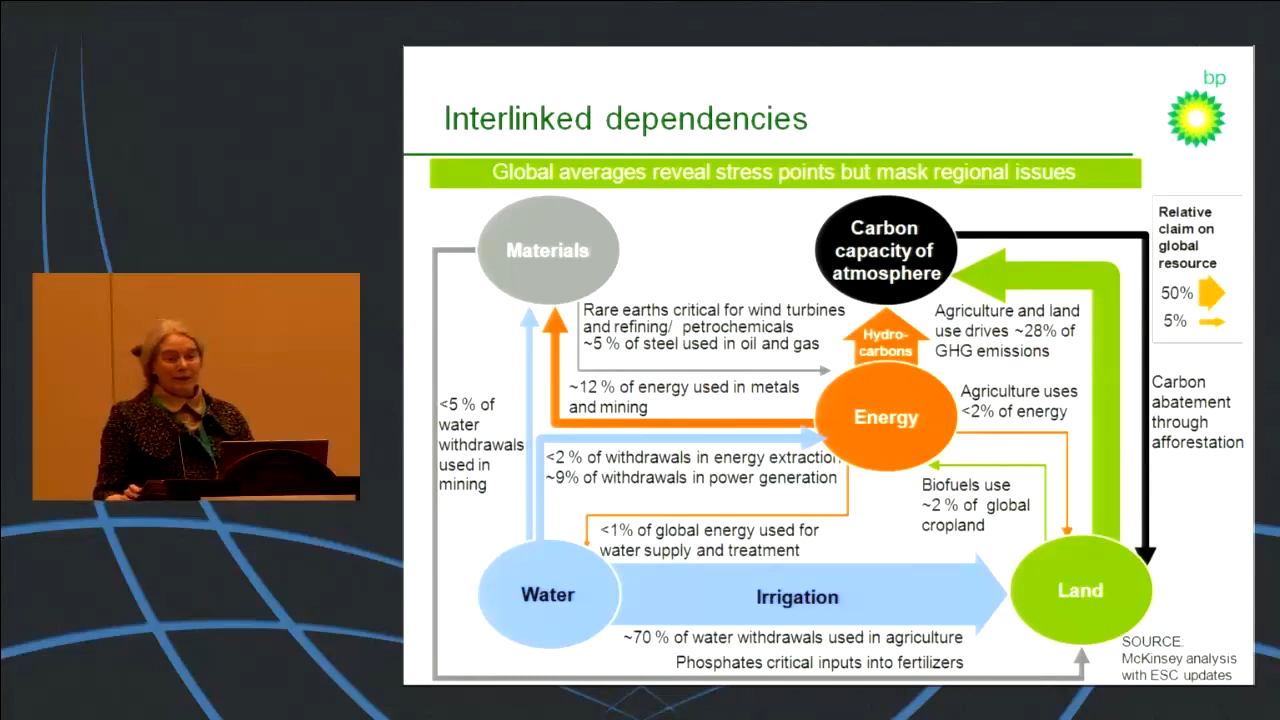 bp
Interlinked dependencies
Global averages reveal stress points but mask regional issues
Materials
Carbon
capacity of
atmosphere
Relative
claim on
global
resource
50%
5%
Rare earths critical for wind turbines
and refining/ petrochemicals
~5 % of steel used in oil and gas
Hydro-
carbons
Agriculture and land
use drives ~28% of
GHG emissions
~12 % of energy used in metals
and mining
Energy
Agriculture uses
<2% of energy
Carbon
abatement
through
afforestation
<5 % of
water
withdrawals
used in
mining
<2 % of withdrawals in energy extraction
~9% of withdrawals in power generation
Biofuels use
~2 % of global
cropland
<1% of global energy used for
water supply and treatment
Water
Irrigation
Land
~70 % of water withdrawals used in agriculture
Phosphates critical inputs into fertilizers
SOURCE.
McKinsey analysis
with ESC updates